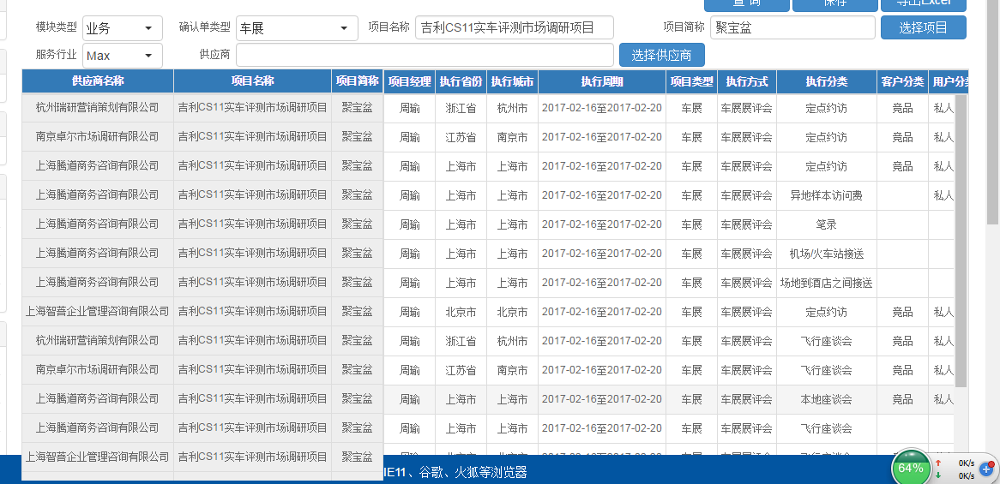 查 询 保存 导出Excel
模块类型 业务 确认单类型 车展 项目名称 吉利CS11实车评测市场调研项目 项目简称 聚宝盆 选择项目
服务行业 Max 供应商 选择供应商
供应商名称 项目名称 项目简称 项目经理 执行省份 执行城市 执行周期 项目类型 执行方式 执行分类 客户分类 用户分类
杭州瑞研营销策划有限公司 吉利CS11实车评测市场调研项目 聚宝盆 周瑜 浙江省 杭州市 2017-02-16至2017-02-20 车展 车展展评会 定点约访 竞品 私人
南京卓尔市场调研有限公司 吉利CS11实车评测市场调研项目 聚宝盆 周瑜 江苏省 南京市 2017-02-16至2017-02-20 车展 车展展评会 定点约访 竞品 私人
上海腾道商务咨询有限公司 吉利CS11实车评测市场调研项目 聚宝盆 周瑜 上海市 上海市 2017-02-16至2017-02-20 车展 车展展评会 定点约访 竞品 私人
上海腾道商务咨询有限公司 吉利CS11实车评测市场调研项目 聚宝盆 周瑜 上海市 上海市 2017-02-16至2017-02-20 车展 车展展评会 异地样本访问费 私人
上海腾道商务咨询有限公司 吉利CS11实车评测市场调研项目 聚宝盆 周瑜 上海市 上海市 2017-02-16至2017-02-20 车展 车展展评会 笔录
上海腾道商务咨询有限公司 吉利CS11实车评测市场调研项目 聚宝盆 周瑜 上海市 上海市 2017-02-16至2017-02-20 车展 车展展评会 机场/火车站接送
上海腾道商务咨询有限公司 吉利CS11实车评测市场调研项目 聚宝盆 周瑜 上海市 上海市 2017-02-16至2017-02-20 车展 车展展评会 场地到酒店之间接送
上海智菩企业管理咨询有限公司 吉利CS11实车评测市场调研项目 聚宝盆 周瑜 北京市 北京市 2017-02-16至2017-02-20 车展 车展展评会 定点约访 竞品 私人
杭州瑞研营销策划有限公司 吉利CS11实车评测市场调研项目 聚宝盆 周瑜 浙江省 杭州市 2017-02-16至2017-02-20 车展 车展展评会 飞行座谈会 竞品 私人
南京卓尔市场调研有限公司 吉利CS11实车评测市场调研项目 聚宝盆 周瑜 江苏省 南京市 2017-02-16至2017-02-20 车展 车展展评会 飞行座谈会 竞品 私人
上海腾道商务咨询有限公司 吉利CS11实车评测市场调研项目 聚宝盆 周瑜 上海市 上海市 2017-02-16至2017-02-20 车展 车展展评会 本地座谈会 竞品 私人
上海腾道商务咨询有限公司 吉利CS11实车评测市场调研项目 聚宝盆 周瑜 上海市 上海市 2017-02-16至2017-02-20 车展 车展展评会 飞行座谈会
上海智菩企业管理咨询有限公司 吉利CS11实车评测市场调研项目 聚宝盆
IE11、谷歌、火狐等浏览器
64% 0K/s
0K/s